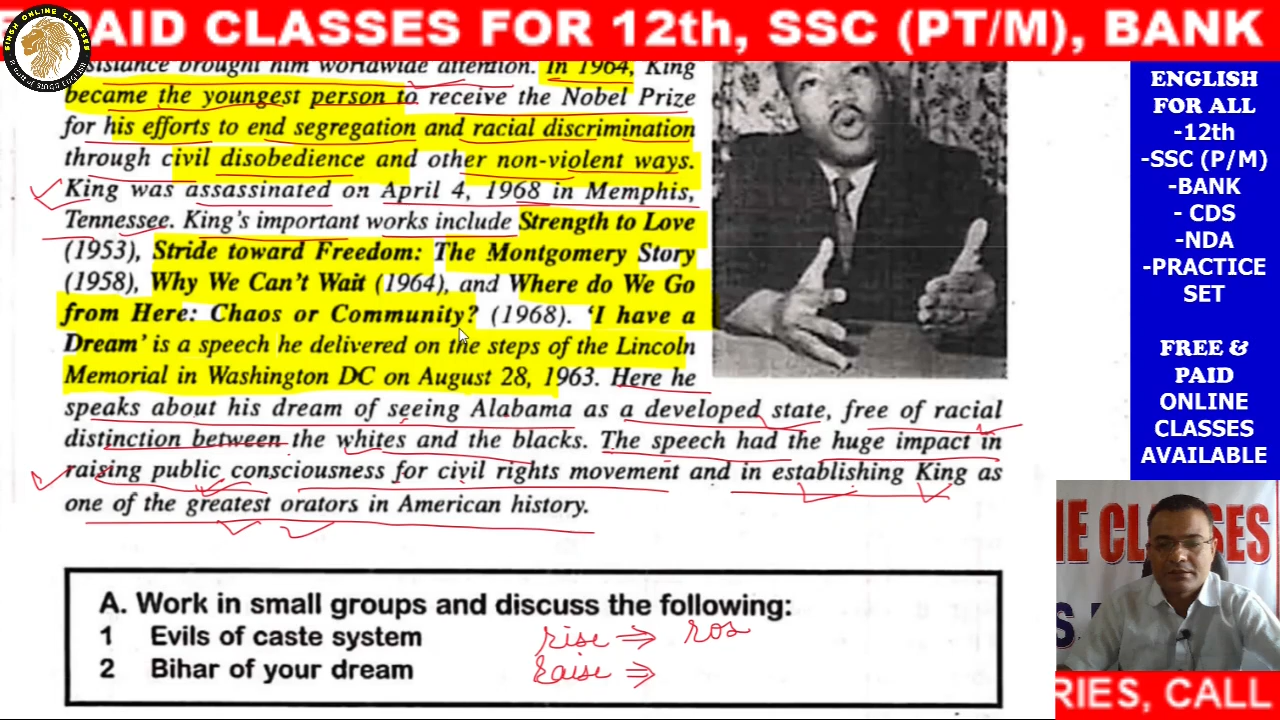 PAID CLASSES FOR 12th, SSC (PT/M), BANK
SINGH ONLINE CLASSES
brought him worldwide attention. In 1964, King
became the youngest person to receive the Nobel Prize
for his efforts to end segregation and racial discrimination
through civil disobedience and other non-violent ways.
King was assassinated on April 4, 1968 in Memphis,
Tennessee. King's important works include Strength to Love
(1953), Stride toward Freedom: The Montgomery Story
(1958), Why We Can't Wait (1964), and Where do We Go
from Here: Chaos or Community? (1968). 'I have a
Dream' is a speech he delivered on the steps of the Lincoln
Memorial in Washington DC on August 28, 1963. Here he
speaks about his dream of seeing Alabama as a developed state, free of racial
distinction between the whites and the blacks. The speech had the huge impact in
raising public consciousness for civil rights movement and in establishing King as
one of the greatest orators in American history.
A. Work in small groups and discuss the following:
1 Evils of caste system
2 Bihar of your dream
rise ⇒ ros
raise ⇒
ENGLISH
FOR ALL
-12th
-SSC (P/M)
-BANK
- CDS
-NDA
-PRACTICE
SET
FREE &
PAID
ONLINE
CLASSES
AVAILABLE
RIES, CALL